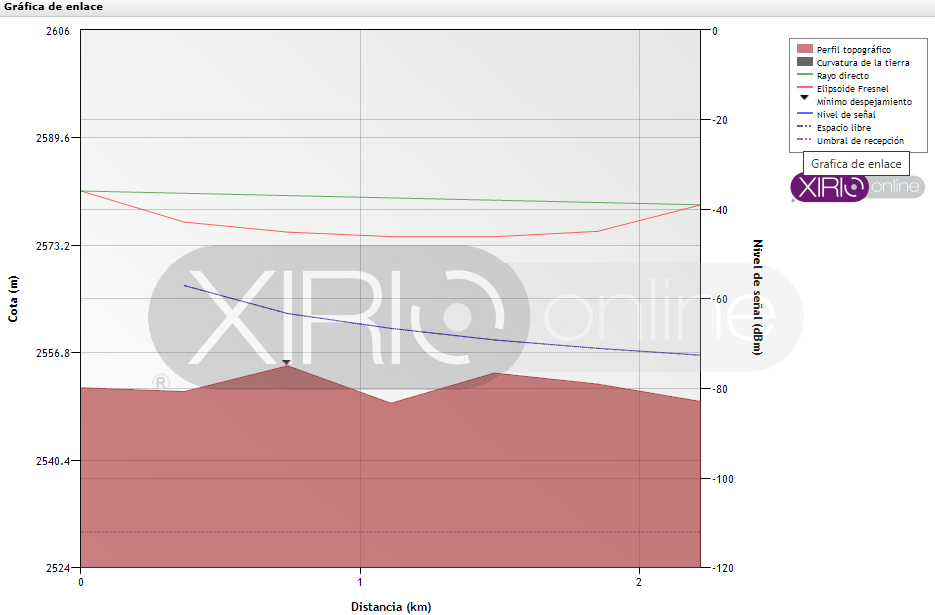 Gráfica de enlace
2606
2589.6
2573.2
2556.8
2540.4
2524
Cota (m)
0
1
2
Distancia (km)
0
-20
-40
-60
-80
-100
-120
Nivel de señal (dBm)
XIRIO online
®
Perfil topográfico
Curvatura de la tierra
Rayo directo
Elipsoide Fresnel
Mínimo despejamiento
Nivel de señal
Espacio libre
Umbral de recepción
Grafica de enlace
XIRIO online